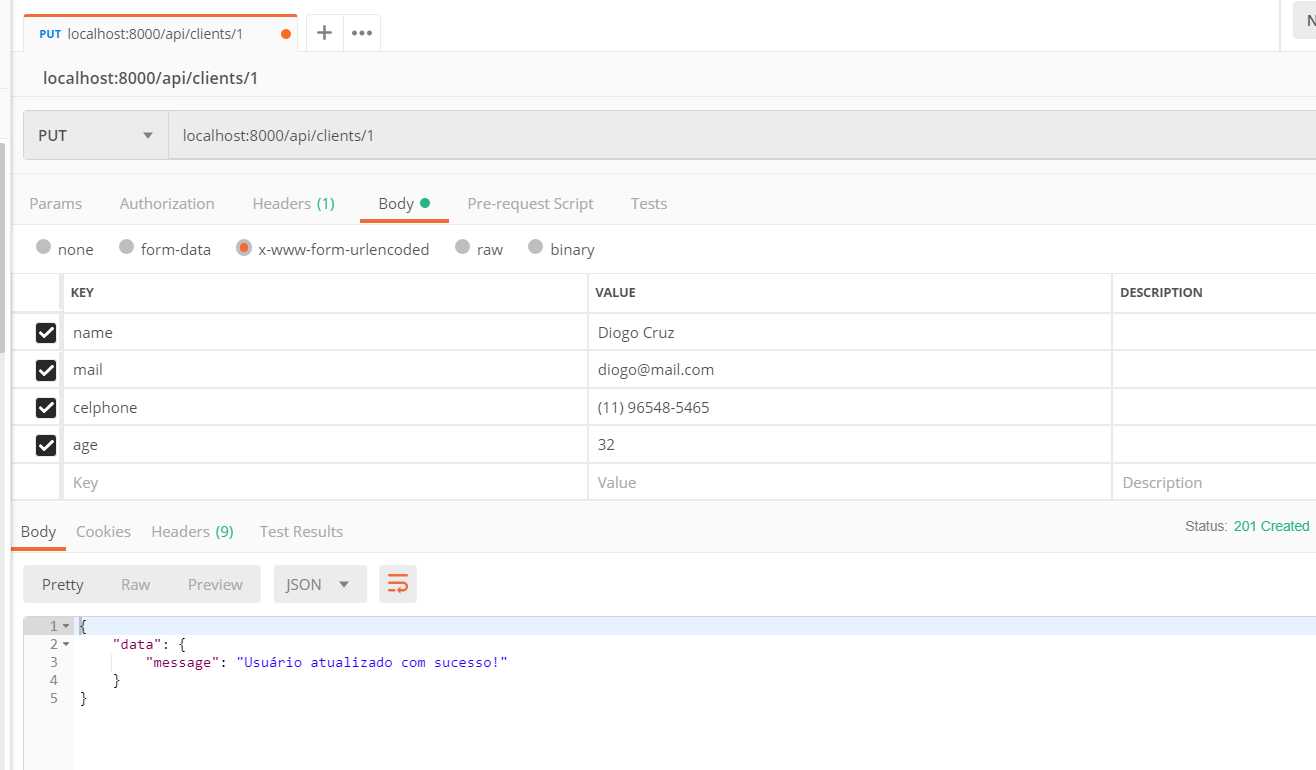 PUT localhost:8000/api/clients/1
+ •••
N
localhost:8000/api/clients/1
PUT localhost:8000/api/clients/1
Params Authorization Headers (1) Body Pre-request Script Tests
none form-data x-www-form-urlencoded raw binary
KEY VALUE DESCRIPTION
name Diogo Cruz
mail diogo@mail.com
celphone (11) 96548-5465
age 32
Key Value Description
Body Cookies Headers (9) Test Results Status: 201 Created
Pretty Raw Preview JSON
1 {
2 "data": {
3 "message": "Usuário atualizado com sucesso!"
4 }
5 }